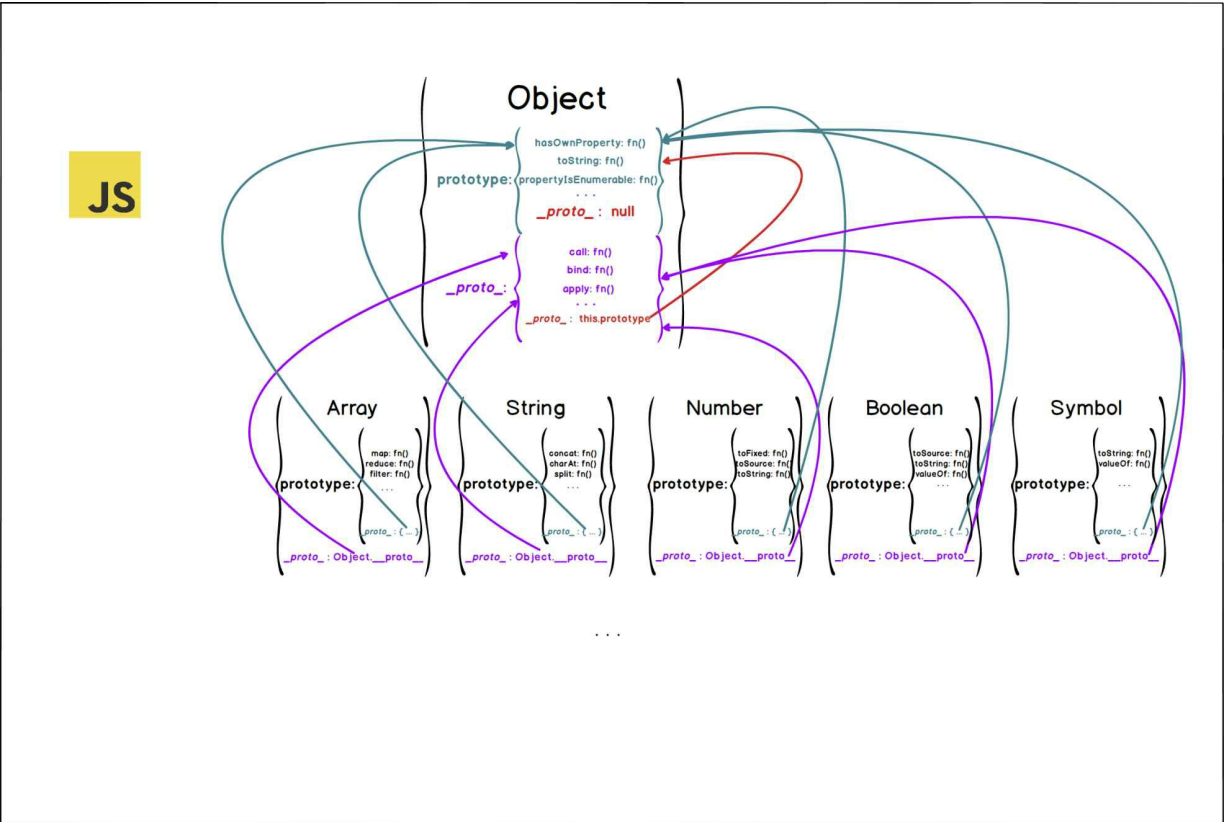 JS
Object
hasOwnProperty: fn()
toString: fn()
prototype: propertyIsEnumerable: fn()
...
_proto_ : null
call: fn()
bind: fn()
_proto_: apply: fn()
...
_proto_ : this.prototype
Array
map: fn()
reduce: fn()
filter: fn()
prototype: ...
_proto_ : { ... }
_proto_ : Object.__proto__
String
concat: fn()
charAt: fn()
split: fn()
prototype: ...
_proto_ : { ... }
_proto_ : Object.__proto__
Number
toFixed: fn()
toSource: fn()
toString: fn()
prototype:
_proto_ : { ... }
_proto_ : Object.__proto__
Boolean
toSource: fn()
toString: fn()
valueOf: fn()
prototype: ...
_proto_ : { ... }
_proto_ : Object.__proto__
Symbol
toString: fn()
valueOf: fn()
prototype: ...
_proto_ : { ... }
_proto_ : Object.__proto__
...